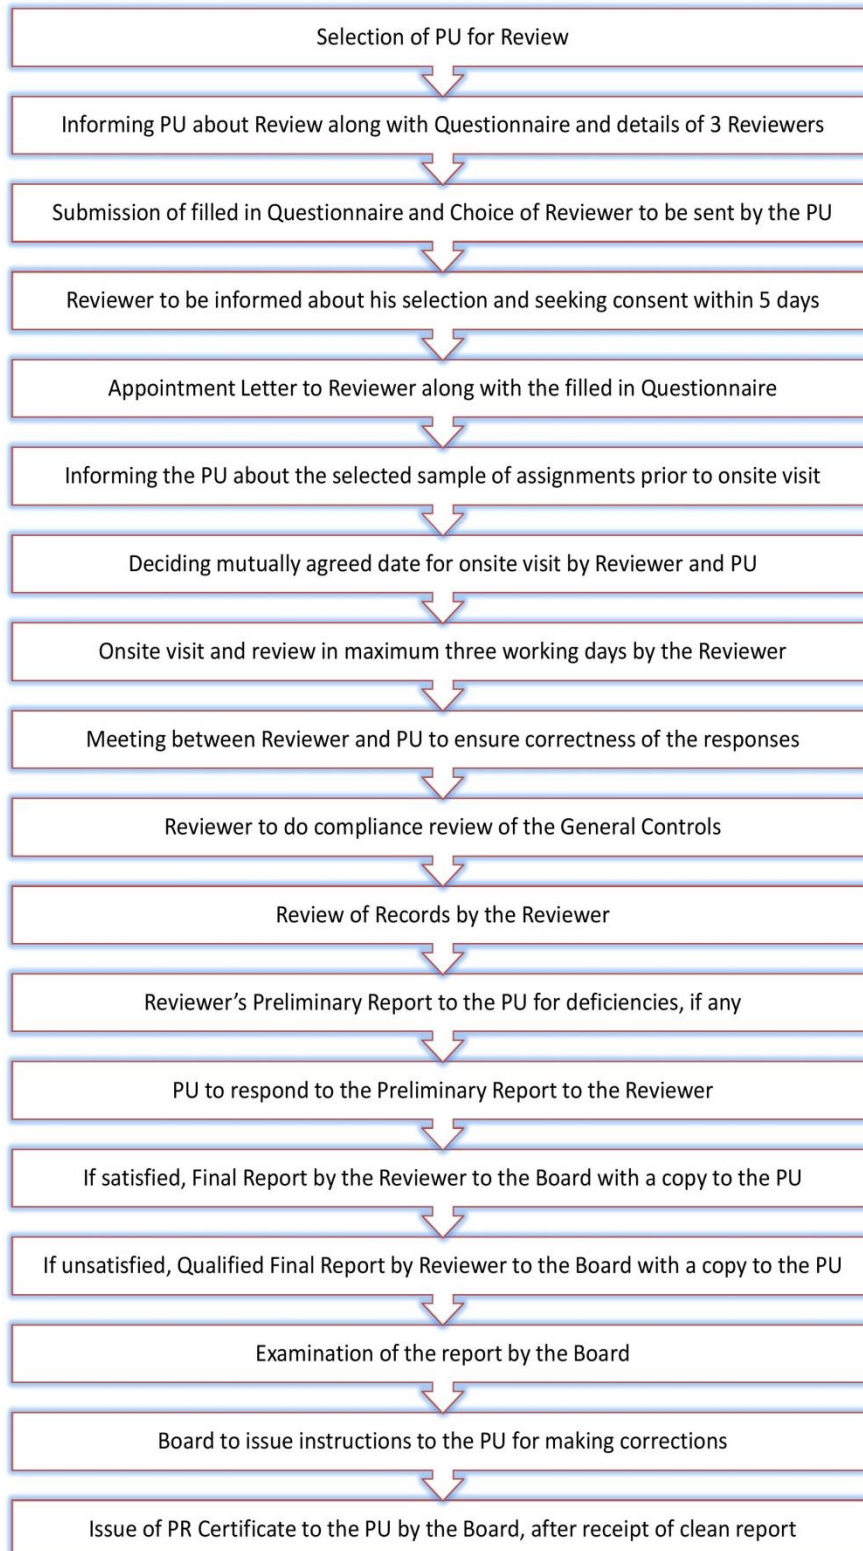 Selection of PU for Review
Informing PU about Review along with Questionnaire and details of 3 Reviewers
Submission of filled in Questionnaire and Choice of Reviewer to be sent by the PU
Reviewer to be informed about his selection and seeking consent within 5 days
Appointment Letter to Reviewer along with the filled in Questionnaire
Informing the PU about the selected sample of assignments prior to onsite visit
Deciding mutually agreed date for onsite visit by Reviewer and PU
Onsite visit and review in maximum three working days by the Reviewer
Meeting between Reviewer and PU to ensure correctness of the responses
Reviewer to do compliance review of the General Controls
Review of Records by the Reviewer
Reviewer’s Preliminary Report to the PU for deficiencies, if any
PU to respond to the Preliminary Report to the Reviewer
If satisfied, Final Report by the Reviewer to the Board with a copy to the PU
If unsatisfied, Qualified Final Report by Reviewer to the Board with a copy to the PU
Examination of the report by the Board
Board to issue instructions to the PU for making corrections
Issue of PR Certificate to the PU by the Board, after receipt of clean report